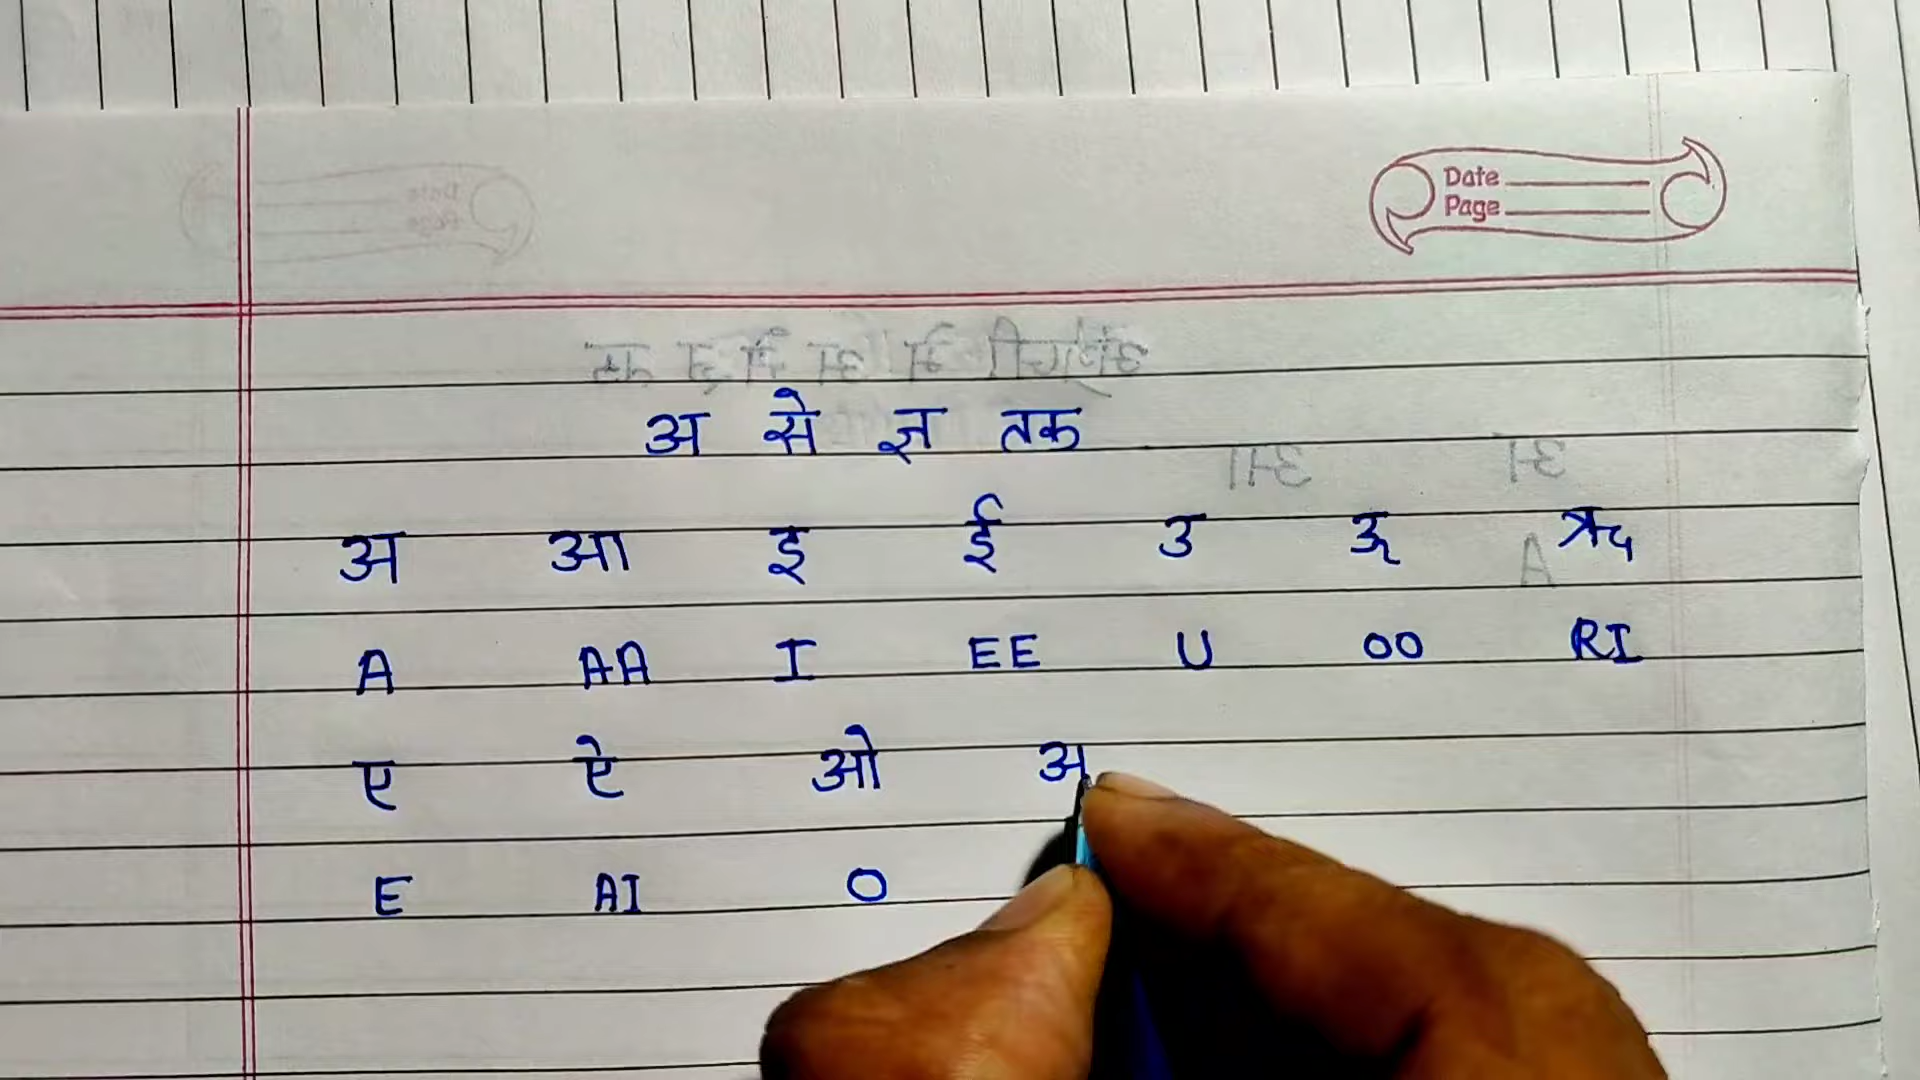 Date
Page
अ से ज्ञ तक
अ आ इ ई उ ऊ ऋ
A AA I EE U OO RI
ए ऐ ओ अ
E AI O